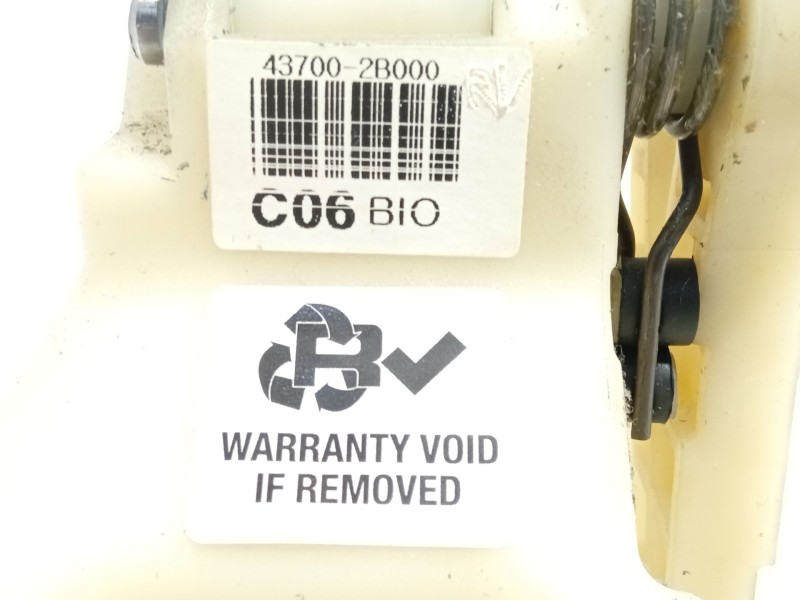 43700-2B000
C06 BIO
R
WARRANTY VOID
IF REMOVED